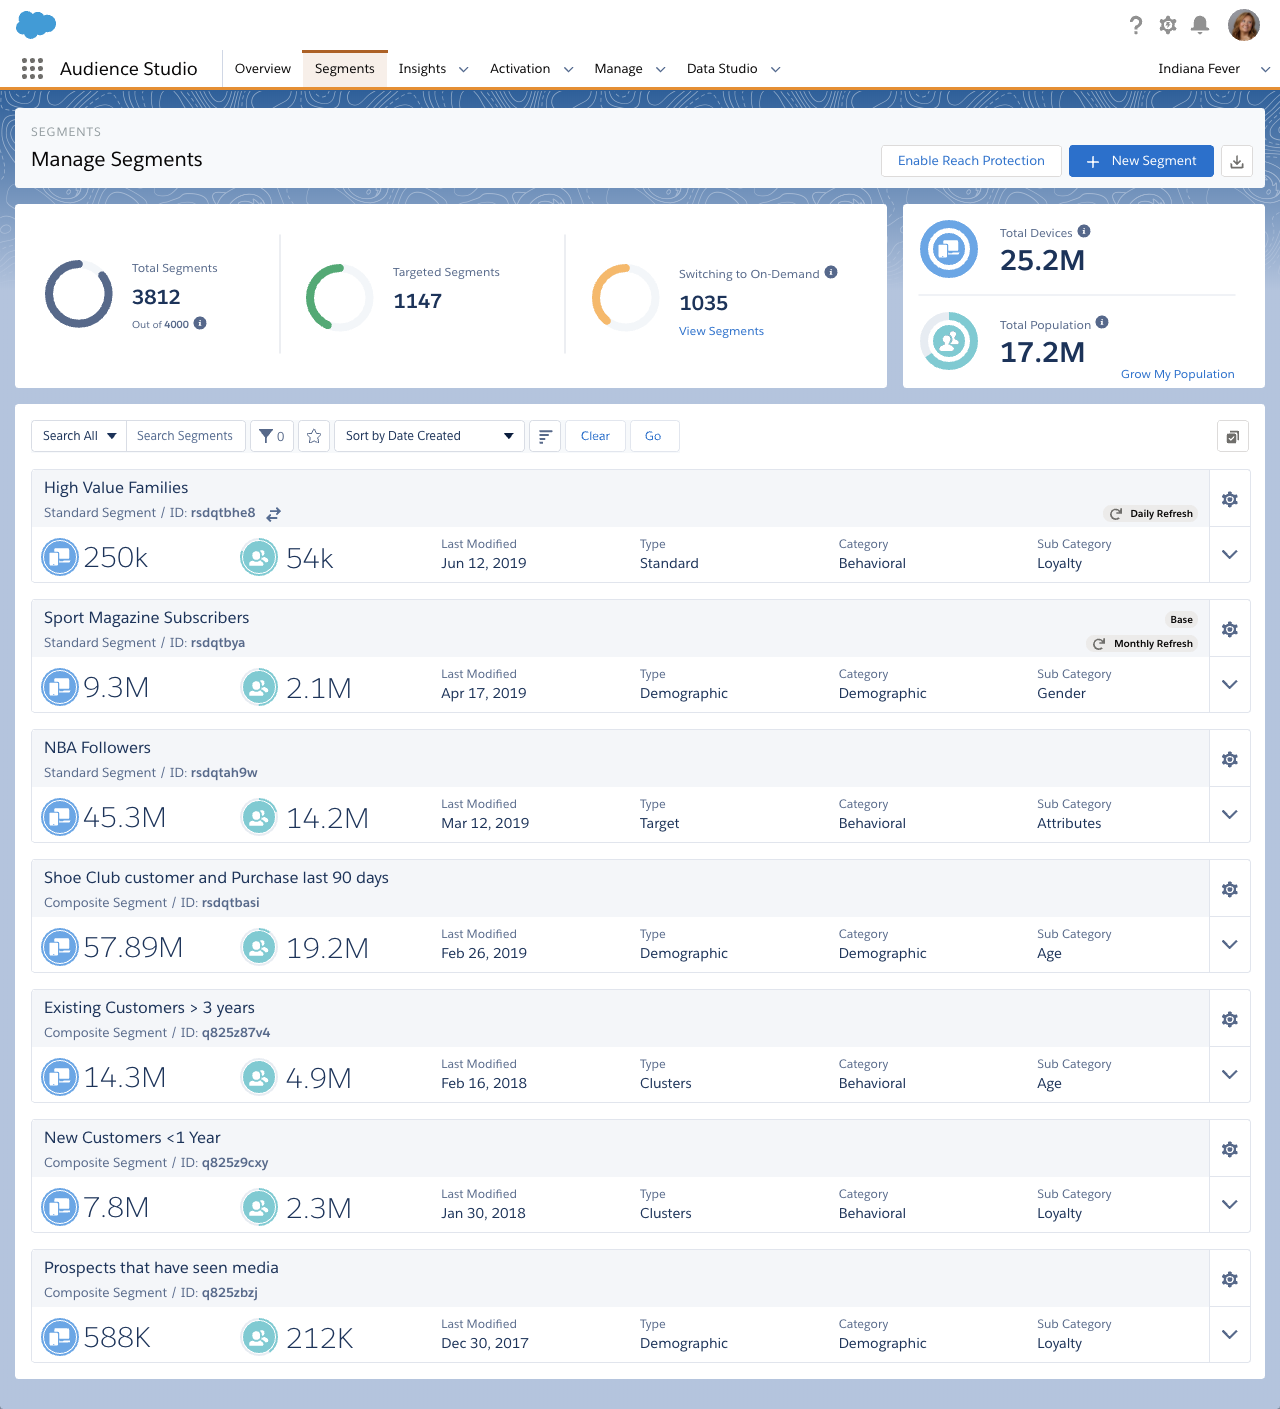 Audience Studio
Overview Segments Insights Activation Manage Data Studio Indiana Fever
SEGMENTS
Manage Segments
Enable Reach Protection
New Segment
Total Segments
3812
Out of 4000
Targeted Segments
1147
Switching to On-Demand
1035
View Segments
Total Devices
25.2M
Total Population
17.2M
Grow My Population
Search All Search Segments 0 Sort by Date Created Clear Go
High Value Families
Standard Segment / ID: rsdqtbhe8
Daily Refresh
250k 54k
Last Modified Type Category Sub Category
Jun 12, 2019 Standard Behavioral Loyalty
Sport Magazine Subscribers
Base
Standard Segment / ID: rsdqtbya
Monthly Refresh
9.3M 2.1M
Last Modified Type Category Sub Category
Apr 17, 2019 Demographic Demographic Gender
NBA Followers
Standard Segment / ID: rsdqtah9w
45.3M 14.2M
Last Modified Type Category Sub Category
Mar 12, 2019 Target Behavioral Attributes
Shoe Club customer and Purchase last 90 days
Composite Segment / ID: rsdqtbasi
57.89M 19.2M
Last Modified Type Category Sub Category
Feb 26, 2019 Demographic Demographic Age
Existing Customers > 3 years
Composite Segment / ID: q825z87v4
14.3M 4.9M
Last Modified Type Category Sub Category
Feb 16, 2018 Clusters Behavioral Age
New Customers <1 Year
Composite Segment / ID: q825z9cxy
7.8M 2.3M
Last Modified Type Category Sub Category
Jan 30, 2018 Clusters Behavioral Loyalty
Prospects that have seen media
Composite Segment / ID: q825zbzj
588K 212K
Last Modified Type Category Sub Category
Dec 30, 2017 Demographic Demographic Loyalty